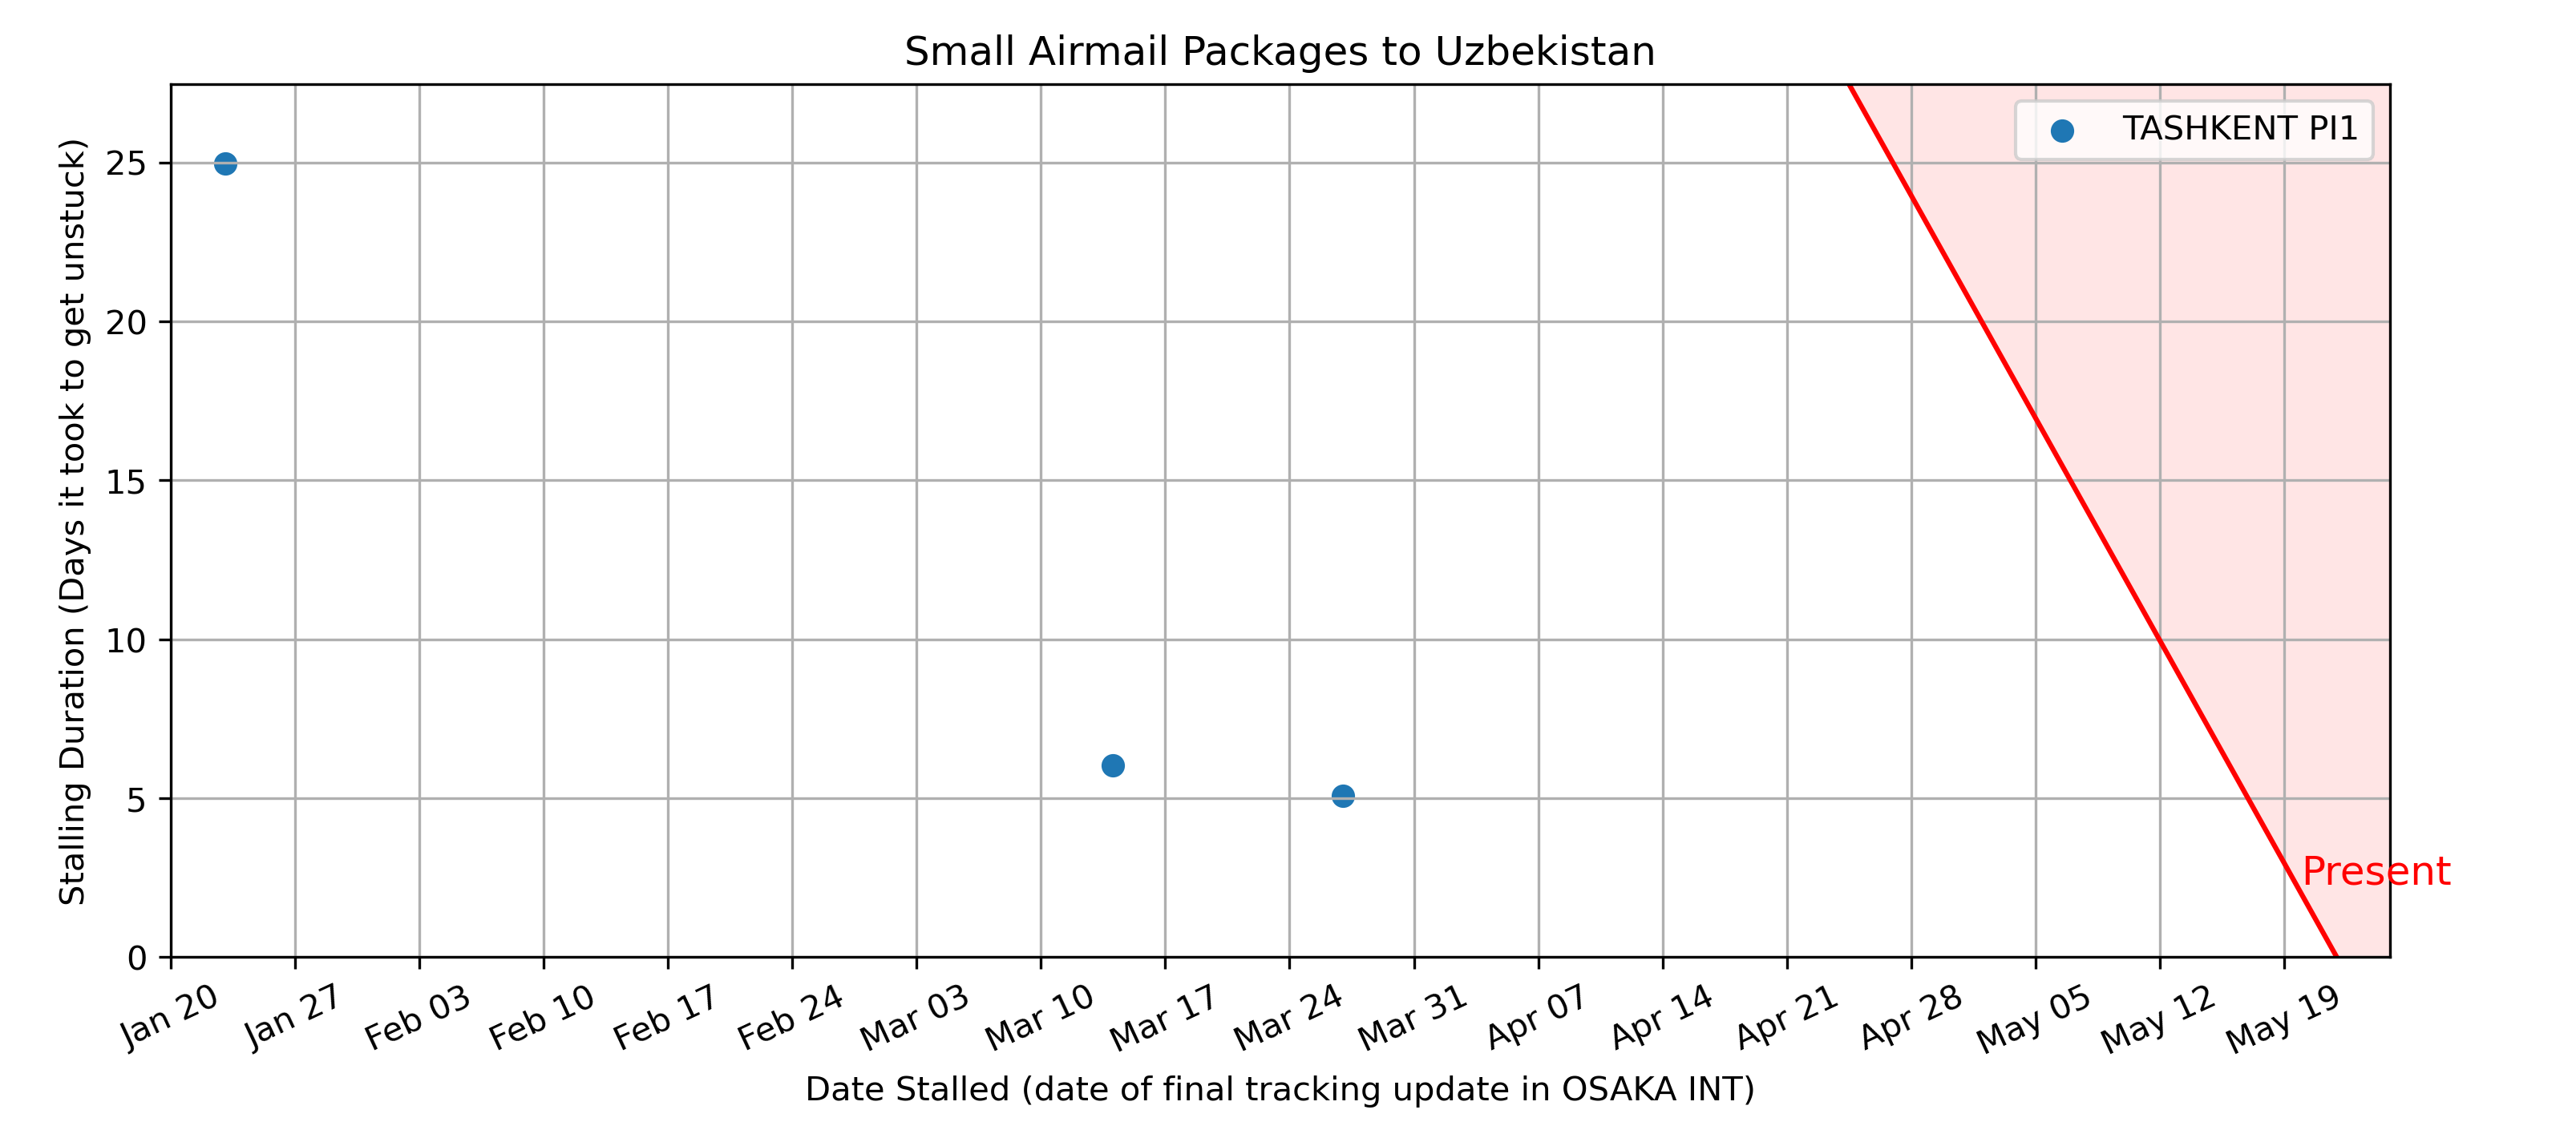 Small Airmail Packages to Uzbekistan
TASHKENT PI1
Stalling Duration (Days it took to get unstuck)
25
20
15
10
5
0
Present
Jan 20
Jan 27
Feb 03
Feb 10
Feb 17
Feb 24
Mar 03
Mar 10
Mar 17
Mar 24
Mar 31
Apr 07
Apr 14
Apr 21
Apr 28
May 05
May 12
May 19
Date Stalled (date of final tracking update in OSAKA INT)